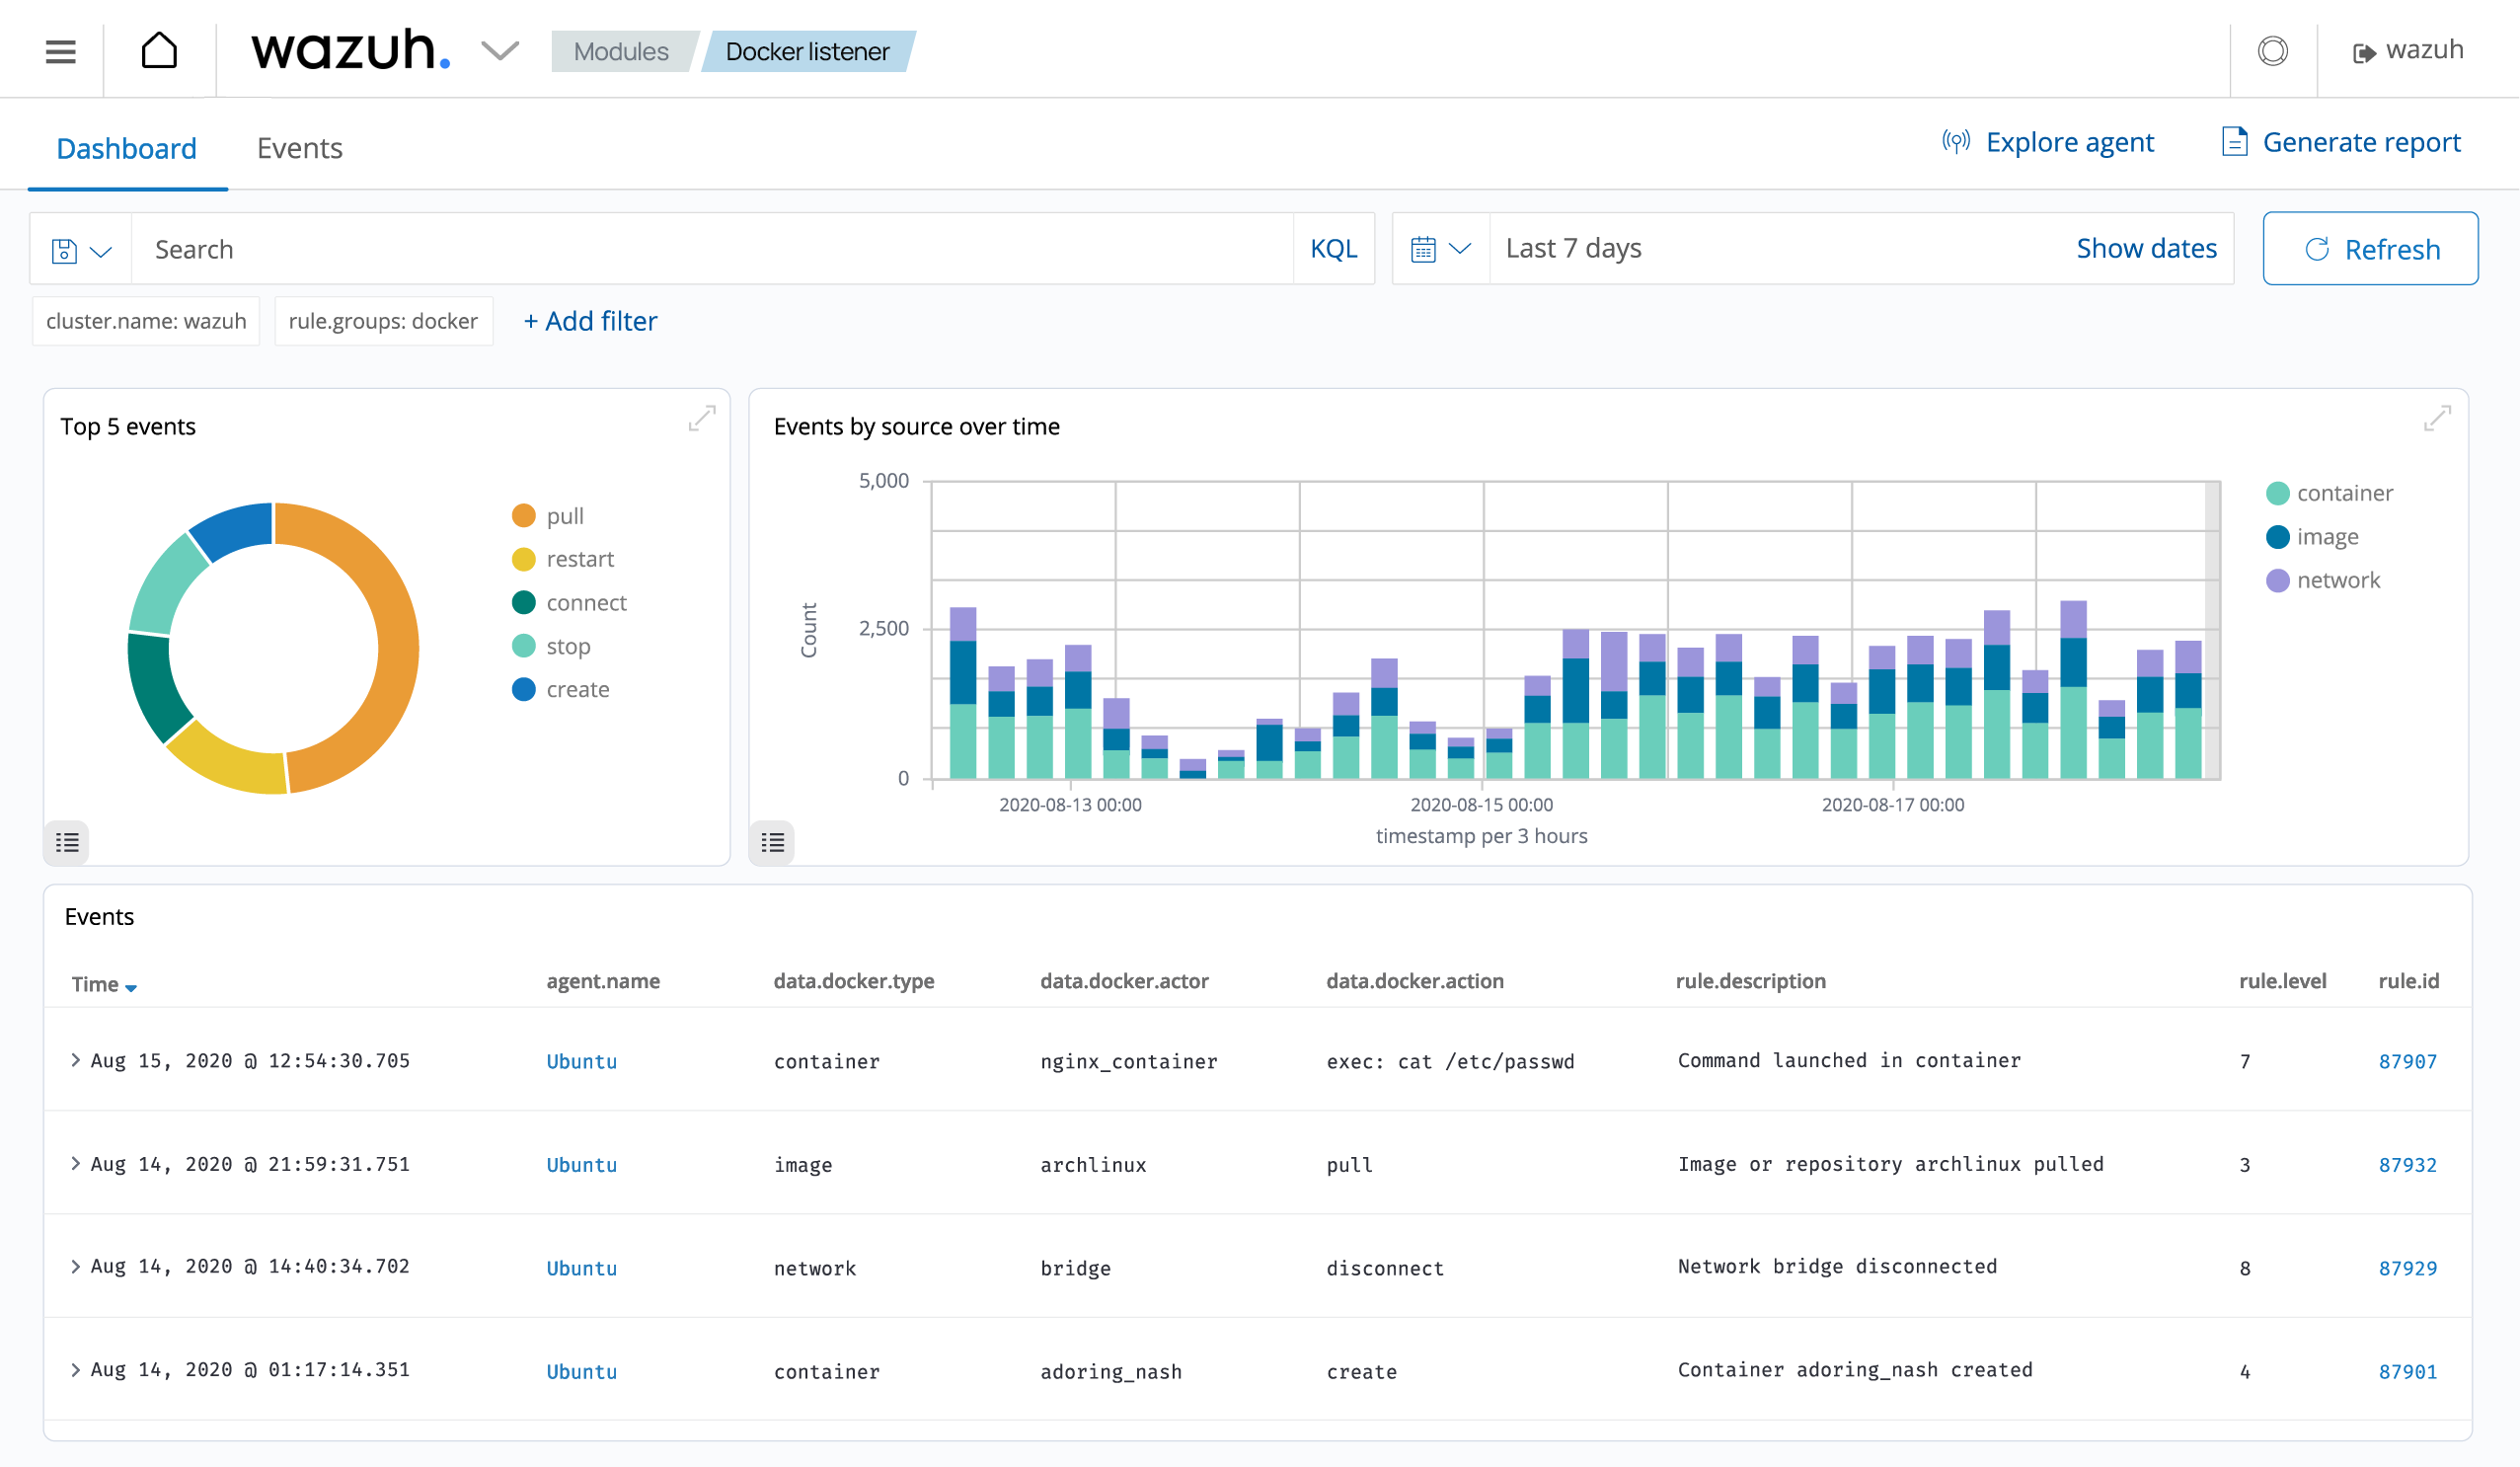 wazuh. Modules Docker listener wazuh
Dashboard Events Explore agent Generate report
Search KQL Last 7 days Show dates Refresh
cluster.name: wazuh rule.groups: docker + Add filter
Top 5 events
pull
restart
connect
stop
create
Events by source over time
5,000
2,500
0
Count
2020-08-13 00:00 2020-08-15 00:00 2020-08-17 00:00
timestamp per 3 hours
container
image
network
Events
Time agent.name data.docker.type data.docker.actor data.docker.action rule.description rule.level rule.id
Aug 15, 2020 @ 12:54:30.705 Ubuntu container nginx_container exec: cat /etc/passwd Command launched in container 7 87907
Aug 14, 2020 @ 21:59:31.751 Ubuntu image archlinux pull Image or repository archlinux pulled 3 87932
Aug 14, 2020 @ 14:40:34.702 Ubuntu network bridge disconnect Network bridge disconnected 8 87929
Aug 14, 2020 @ 01:17:14.351 Ubuntu container adoring_nash create Container adoring_nash created 4 87901